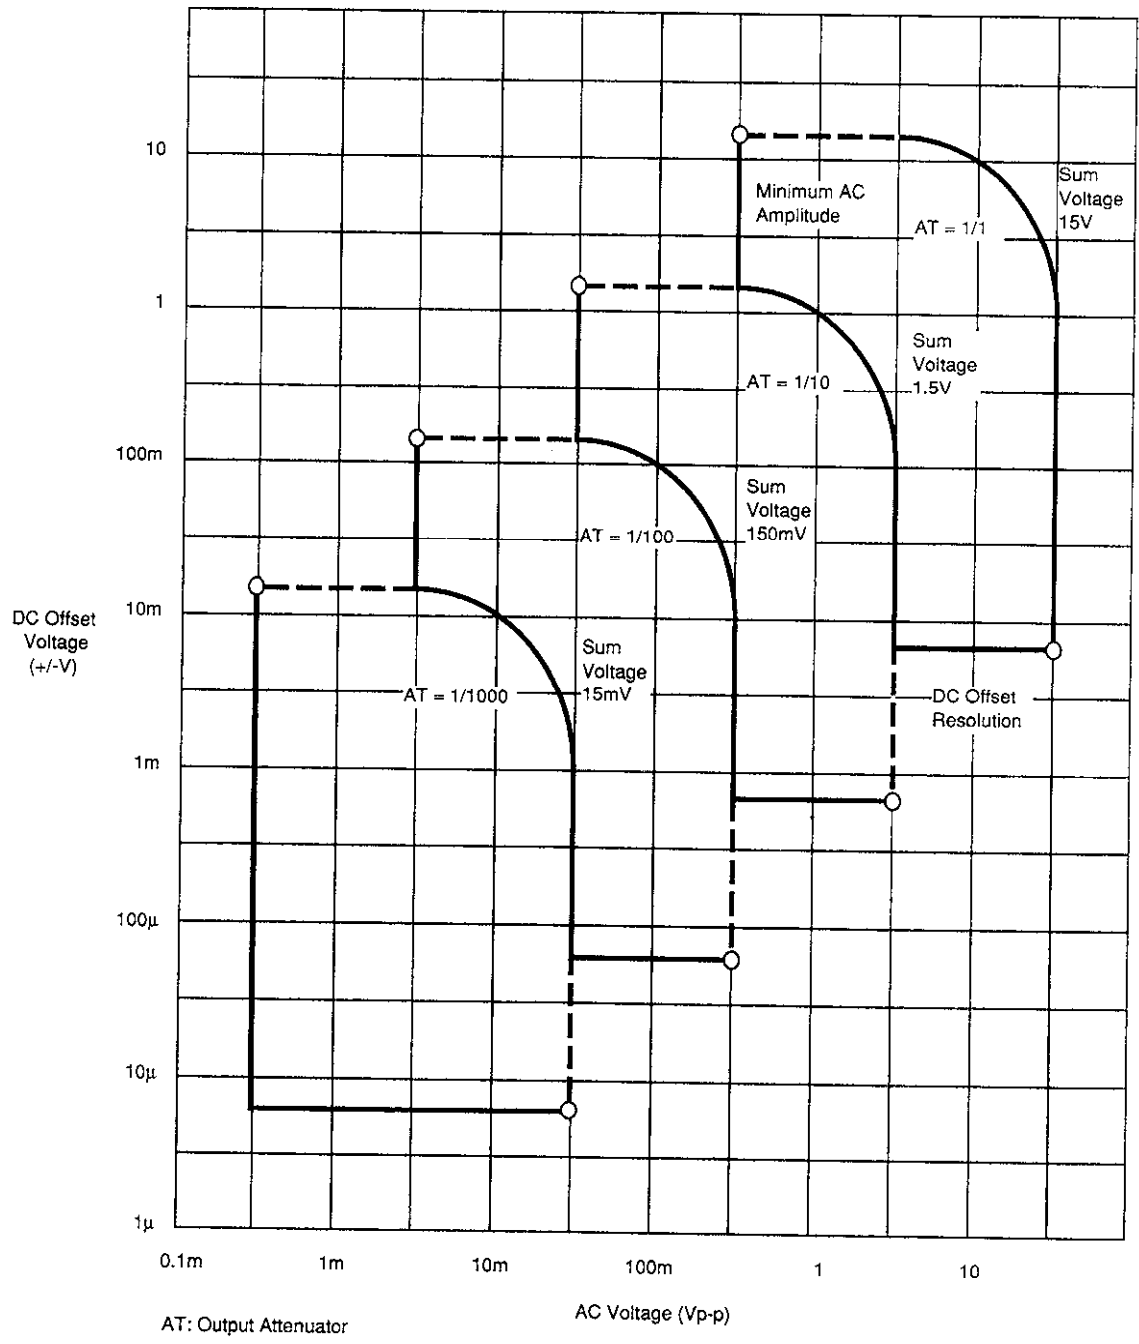 10
Sum
Voltage
15V
Minimum AC
Amplitude
AT = 1/1
1
Sum
Voltage
1.5V
AT = 1/10
100m
Sum
Voltage
150mV
AT = 1/100
10m
DC Offset
Voltage
(+/-V)
Sum
Voltage
15mV
AT = 1/1000
DC Offset
Resolution
1m
100µ
10µ
1µ
0.1m 1m 10m 100m 1 10
AC Voltage (Vp-p)
AT: Output Attenuator